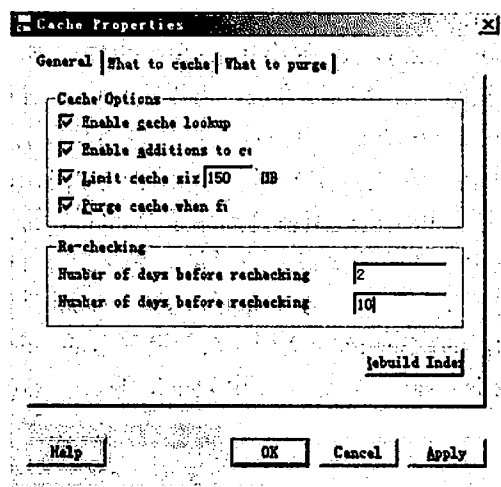 Cache Properties
General What to cache What to purge
Cache Options
Enable cache lookup
Enable additions to c
Limit cache siz 150 MB
Purge cache when fi
Re-checking
Number of days before rechecking 2
Number of days before rechecking 10
ebuild Inde
Help OK Cancel Apply